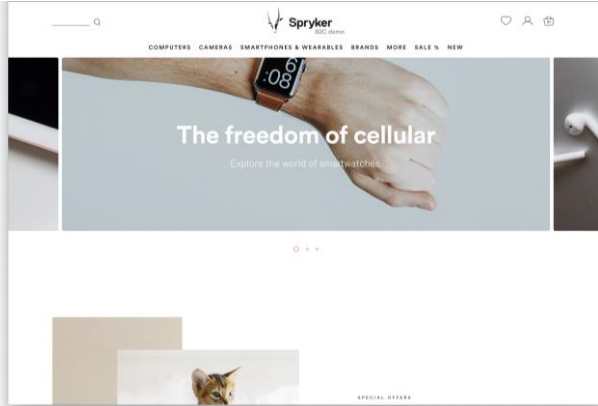 Spryker
B2C demo
COMPUTERS CAMERAS SMARTPHONES & WEARABLES BRANDS MORE SALE % NEW
The freedom of cellular
Explore the world of smartwatches
SPECIAL OFFERS